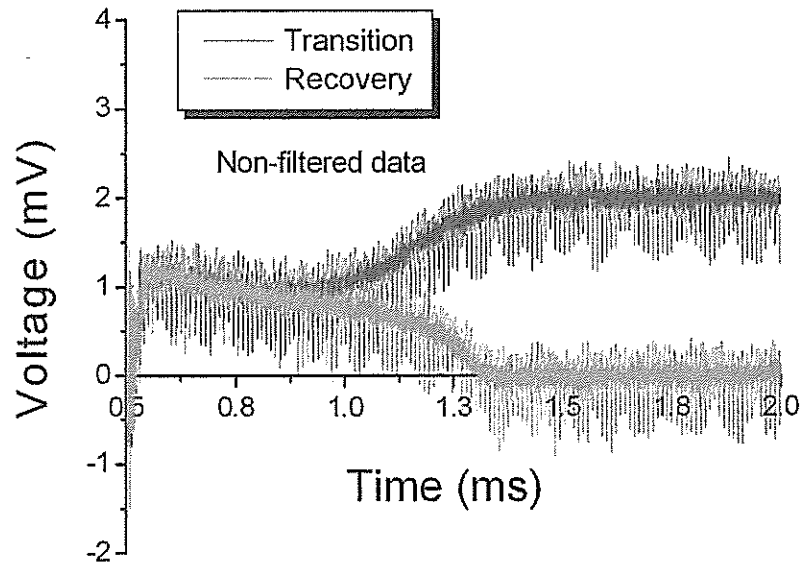 4
Transition
Recovery
3
Non-filtered data
2
1
0
0.5 0.8 1.0 1.3 1.5 1.8 2.0
-1
-2
Voltage (mV)
Time (ms)